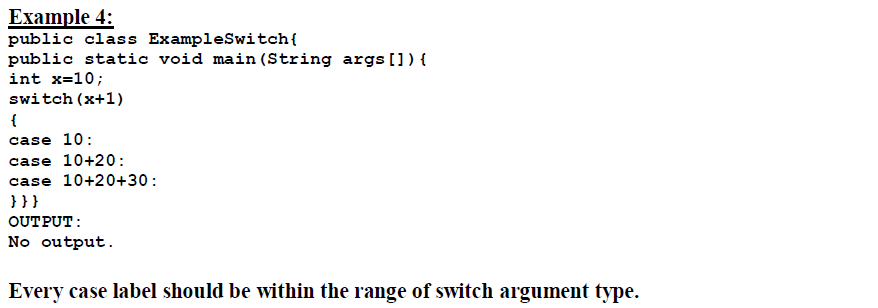 Example 4:
public class ExampleSwitch{
public static void main(String args[]){
int x=10;
switch(x+1)
{
case 10:
case 10+20:
case 10+20+30:
}}}
OUTPUT:
No output.
Every case label should be within the range of switch argument type.